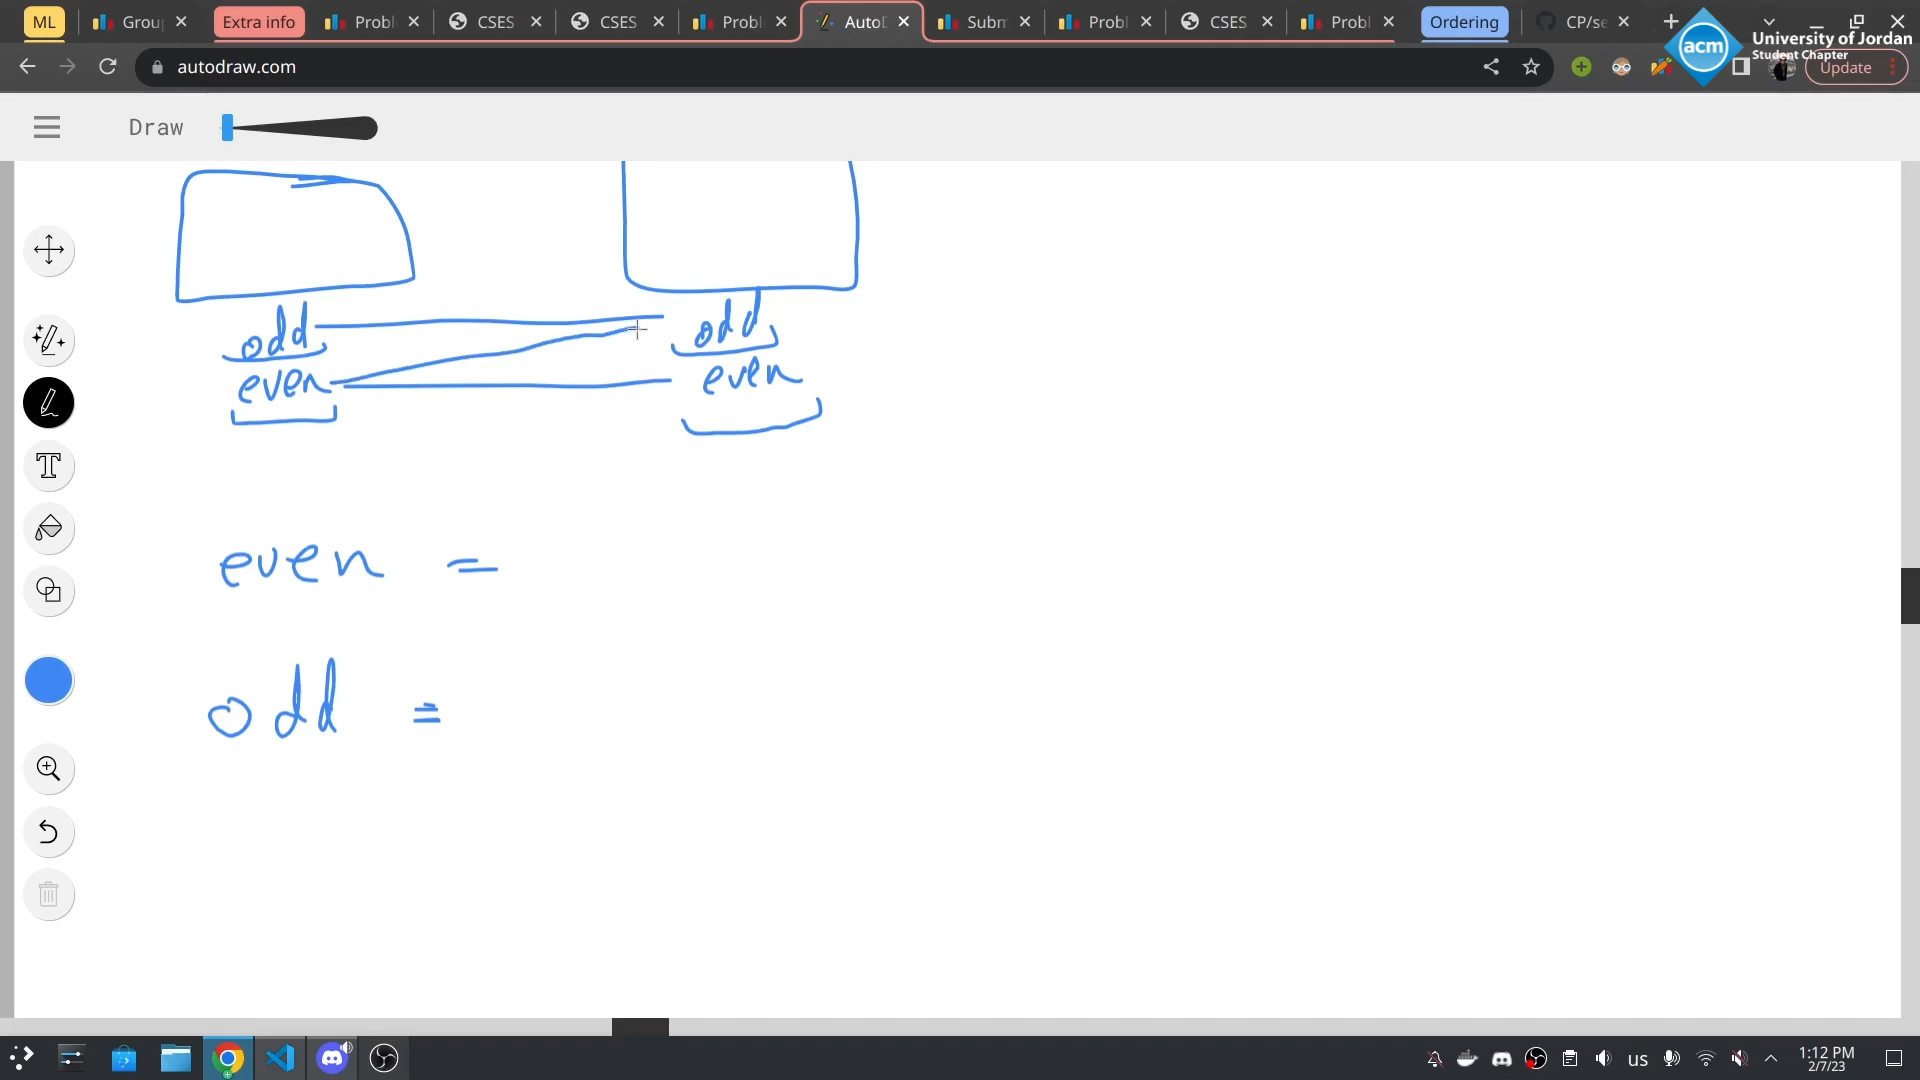 ML Grou Extra info Probl CSES CSES Probl Auto Subm Probl CSES Probl Ordering CP/se
autodraw.com
Update
acm University of Jordan
Student Chapter
Draw
odd odd
even even
even =
odd =
us 1:12 PM
2/7/23